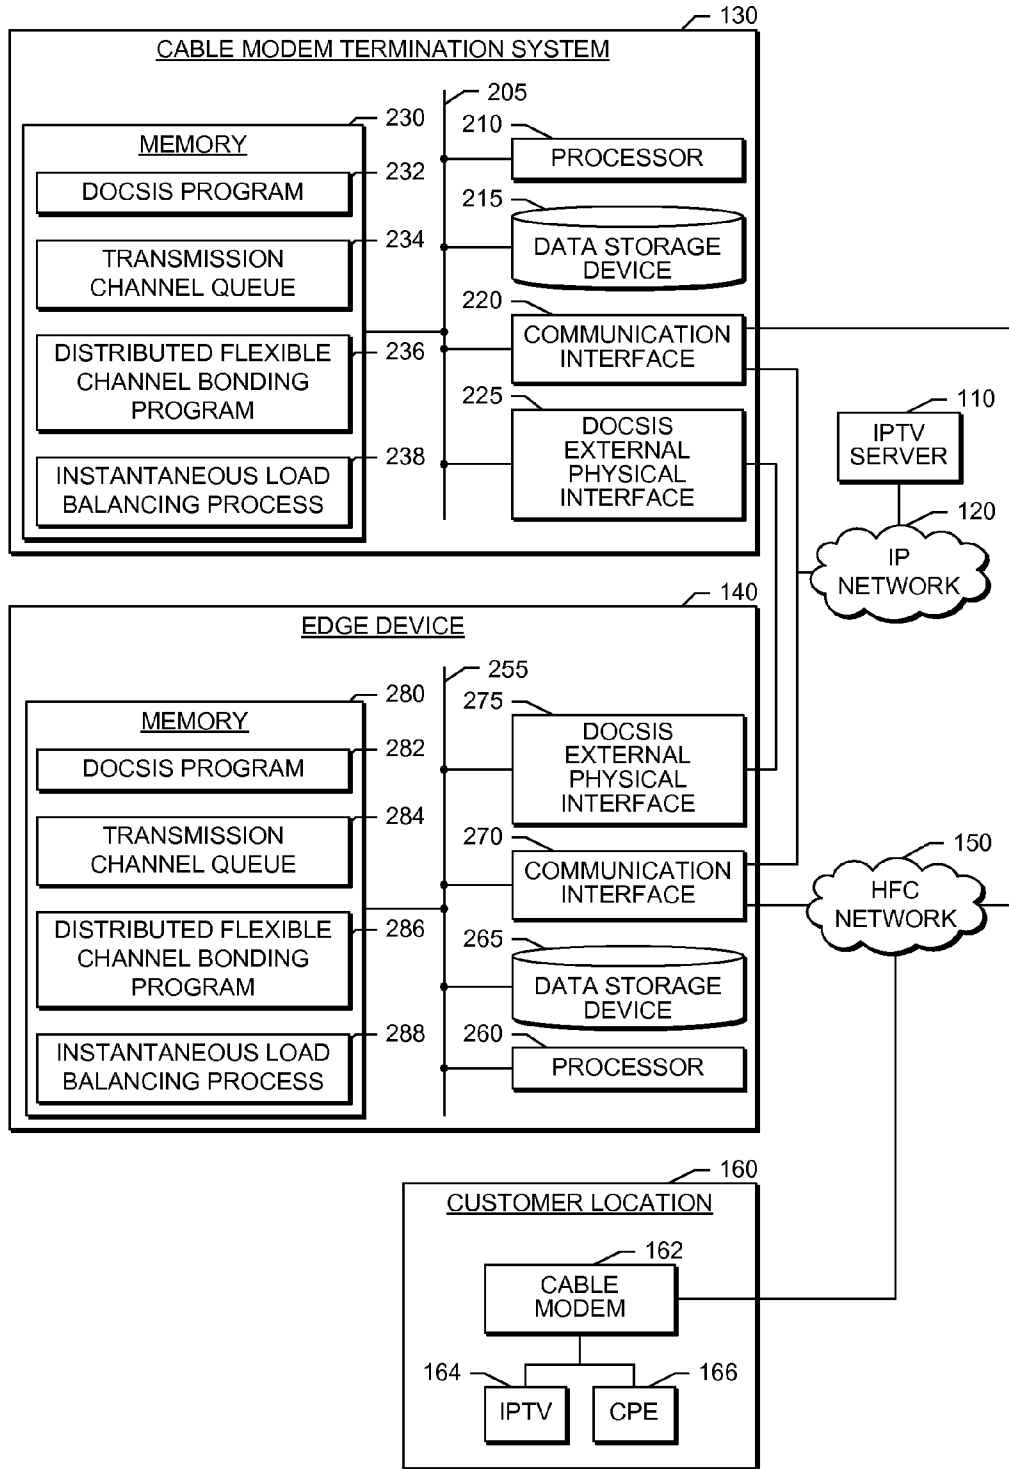 130
CABLE MODEM TERMINATION SYSTEM
205
230
MEMORY
232
DOCSIS PROGRAM
234
TRANSMISSION
CHANNEL QUEUE
236
DISTRIBUTED FLEXIBLE
CHANNEL BONDING
PROGRAM
238
INSTANTANEOUS LOAD
BALANCING PROCESS
210
PROCESSOR
215
DATA STORAGE
DEVICE
220
COMMUNICATION
INTERFACE
225
DOCSIS
EXTERNAL
PHYSICAL
INTERFACE
110
IPTV
SERVER
120
IP
NETWORK
140
EDGE DEVICE
255
280
MEMORY
282
DOCSIS PROGRAM
284
TRANSMISSION
CHANNEL QUEUE
286
DISTRIBUTED FLEXIBLE
CHANNEL BONDING
PROGRAM
288
INSTANTANEOUS LOAD
BALANCING PROCESS
275
DOCSIS
EXTERNAL
PHYSICAL
INTERFACE
270
COMMUNICATION
INTERFACE
265
DATA STORAGE
DEVICE
260
PROCESSOR
150
HFC
NETWORK
160
CUSTOMER LOCATION
162
CABLE
MODEM
164
IPTV
166
CPE